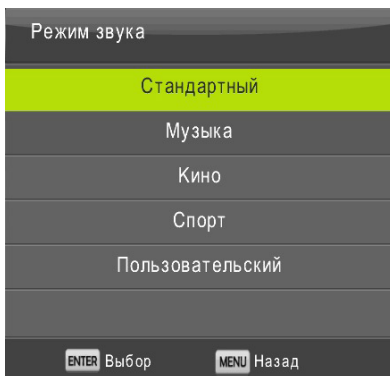 Режим звука
Стандартный
Музыка
Кино
Спорт
Пользовательский
ENTER Выбор MENU Назад